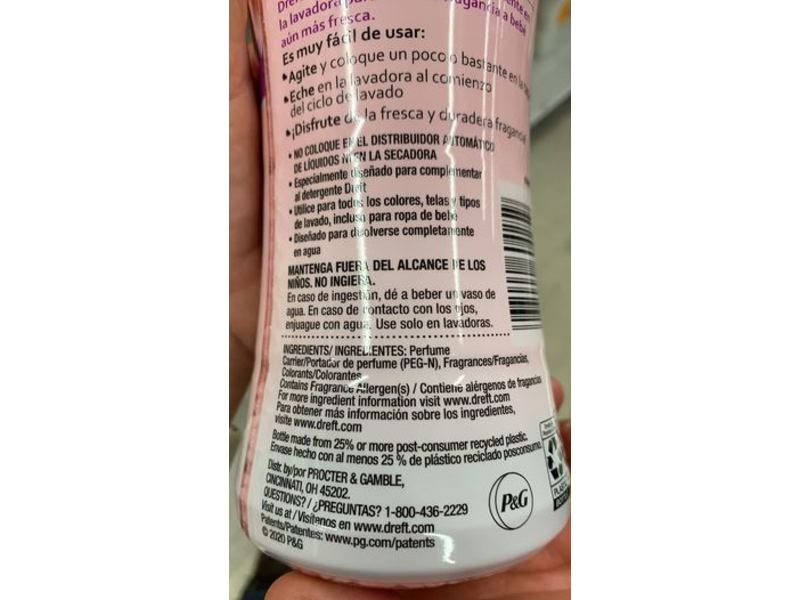 la lavadora para
aún más fresca.
fragancia a bebé
Es muy fácil de usar:
Agite y coloque un poco o bastante en la
Eche en la lavadora al comienzo
del ciclo de lavado
¡Disfrute de la fresca y duradera fragancia
• NO COLOQUE EN EL DISTRIBUIDOR AUTOMÁTICO
DE LÍQUIDOS NI EN LA SECADORA
• Especialmente diseñado para complementar
al detergente Dreft
• Utilice para todos los colores, telas y tipos
de lavado, incluso para ropa de bebé
• Diseñado para disolverse completamente
en agua
MANTENGA FUERA DEL ALCANCE DE LOS
NIÑOS. NO INGIERA.
En caso de ingestión, dé a beber un vaso de
agua. En caso de contacto con los ojos,
enjuague con agua. Use solo en lavadoras.
INGREDIENTS/ INGREDIENTES: Perfume
Carrier/Portador de perfume (PEG-N), Fragrances/Fragancias,
Colorants/Colorantes
Contains Fragrance Allergen(s) / Contiene alérgenos de fragancias
For more ingredient information visit www.dreft.com
Para obtener más información sobre los ingredientes,
visite www.dreft.com
Bottle made from 25% or more post-consumer recycled plastic.
Envase hecho con al menos 25 % de plástico reciclado posconsumo.
Distr. by/por PROCTER & GAMBLE,
CINCINNATI, OH 45202.
QUESTIONS? / ¿PREGUNTAS? 1-800-436-2229
Visit us at / Visítenos en www.dreft.com
Patents/Patentes: www.pg.com/patents
© 2020 P&G
P&G